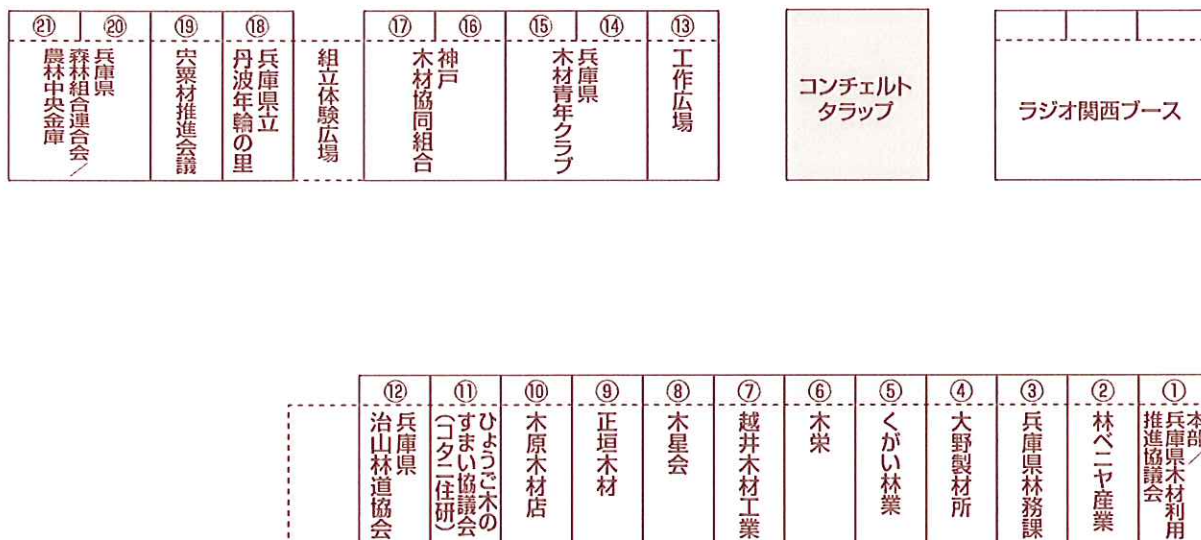 ㉑
⑳
兵庫県
森林組合連合会／
農林中央金庫
⑲
宍粟材推進会議
⑱
兵庫県立
丹波年輪の里
組立体験広場
⑰
⑯
神戸
木材協同組合
⑮
⑭
兵庫県
木材青年クラブ
⑬
工作広場
コンチェルト
タラップ
ラジオ関西ブース
⑫
兵庫県
治山林道協会
⑪
ひょうご木の
すまい協議会
（コタニ住研）
⑩
木原木材店
⑨
正垣木材
⑧
木星会
⑦
越井木材工業
⑥
木栄
⑤
くがい林業
④
大野製材所
③
兵庫県林務課
②
林ベニヤ産業
①
本部／
兵庫県木材利用
推進協議会